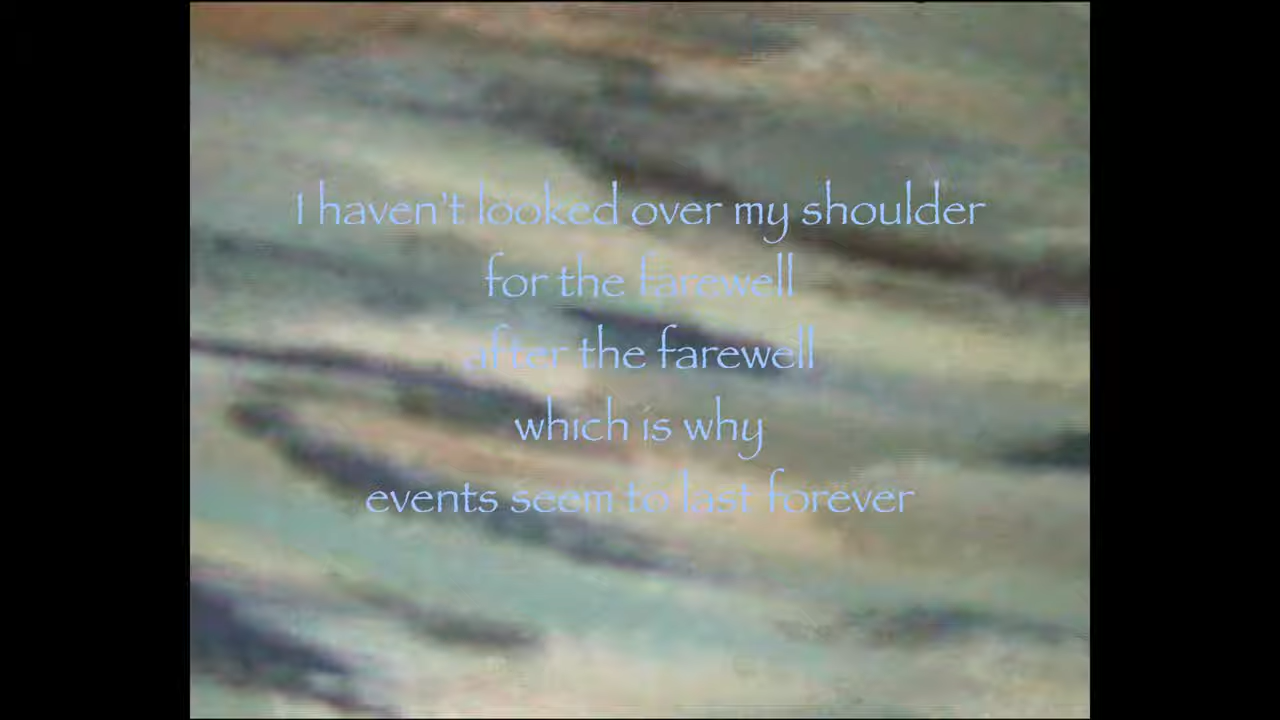 I haven't looked over my shoulder
for the farewell
after the farewell
which is why
events seem to last forever